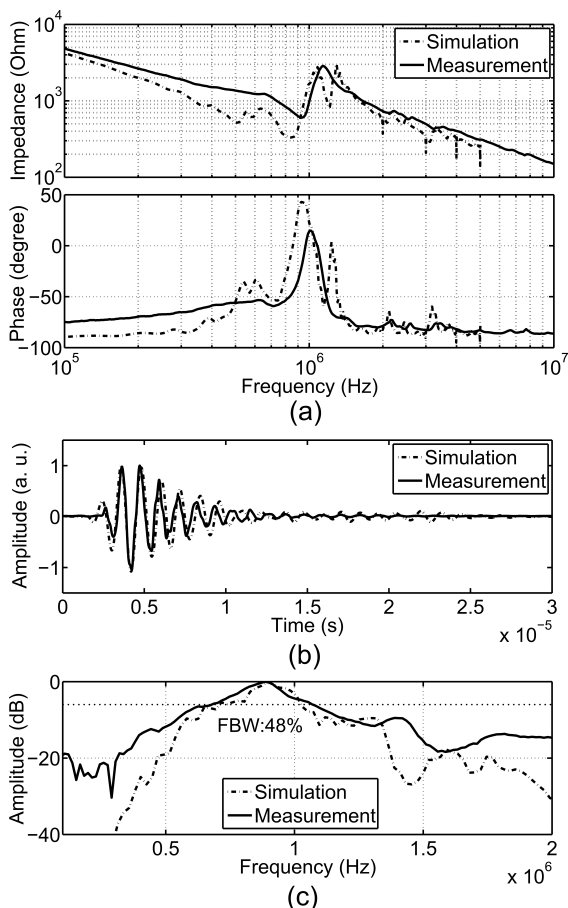 10^4
10^3
10^2
Impedance (Ohm)
Simulation
Measurement
50
0
−50
−100
Phase (degree)
10^5
10^6
10^7
Frequency (Hz)
(a)
1
0
−1
Amplitude (a. u.)
Simulation
Measurement
0
0.5
1
1.5
2
2.5
3
Time (s)
x 10^-5
(b)
0
−20
−40
Amplitude (dB)
FBW:48%
Simulation
Measurement
0.5
1
1.5
2
Frequency (Hz)
x 10^6
(c)